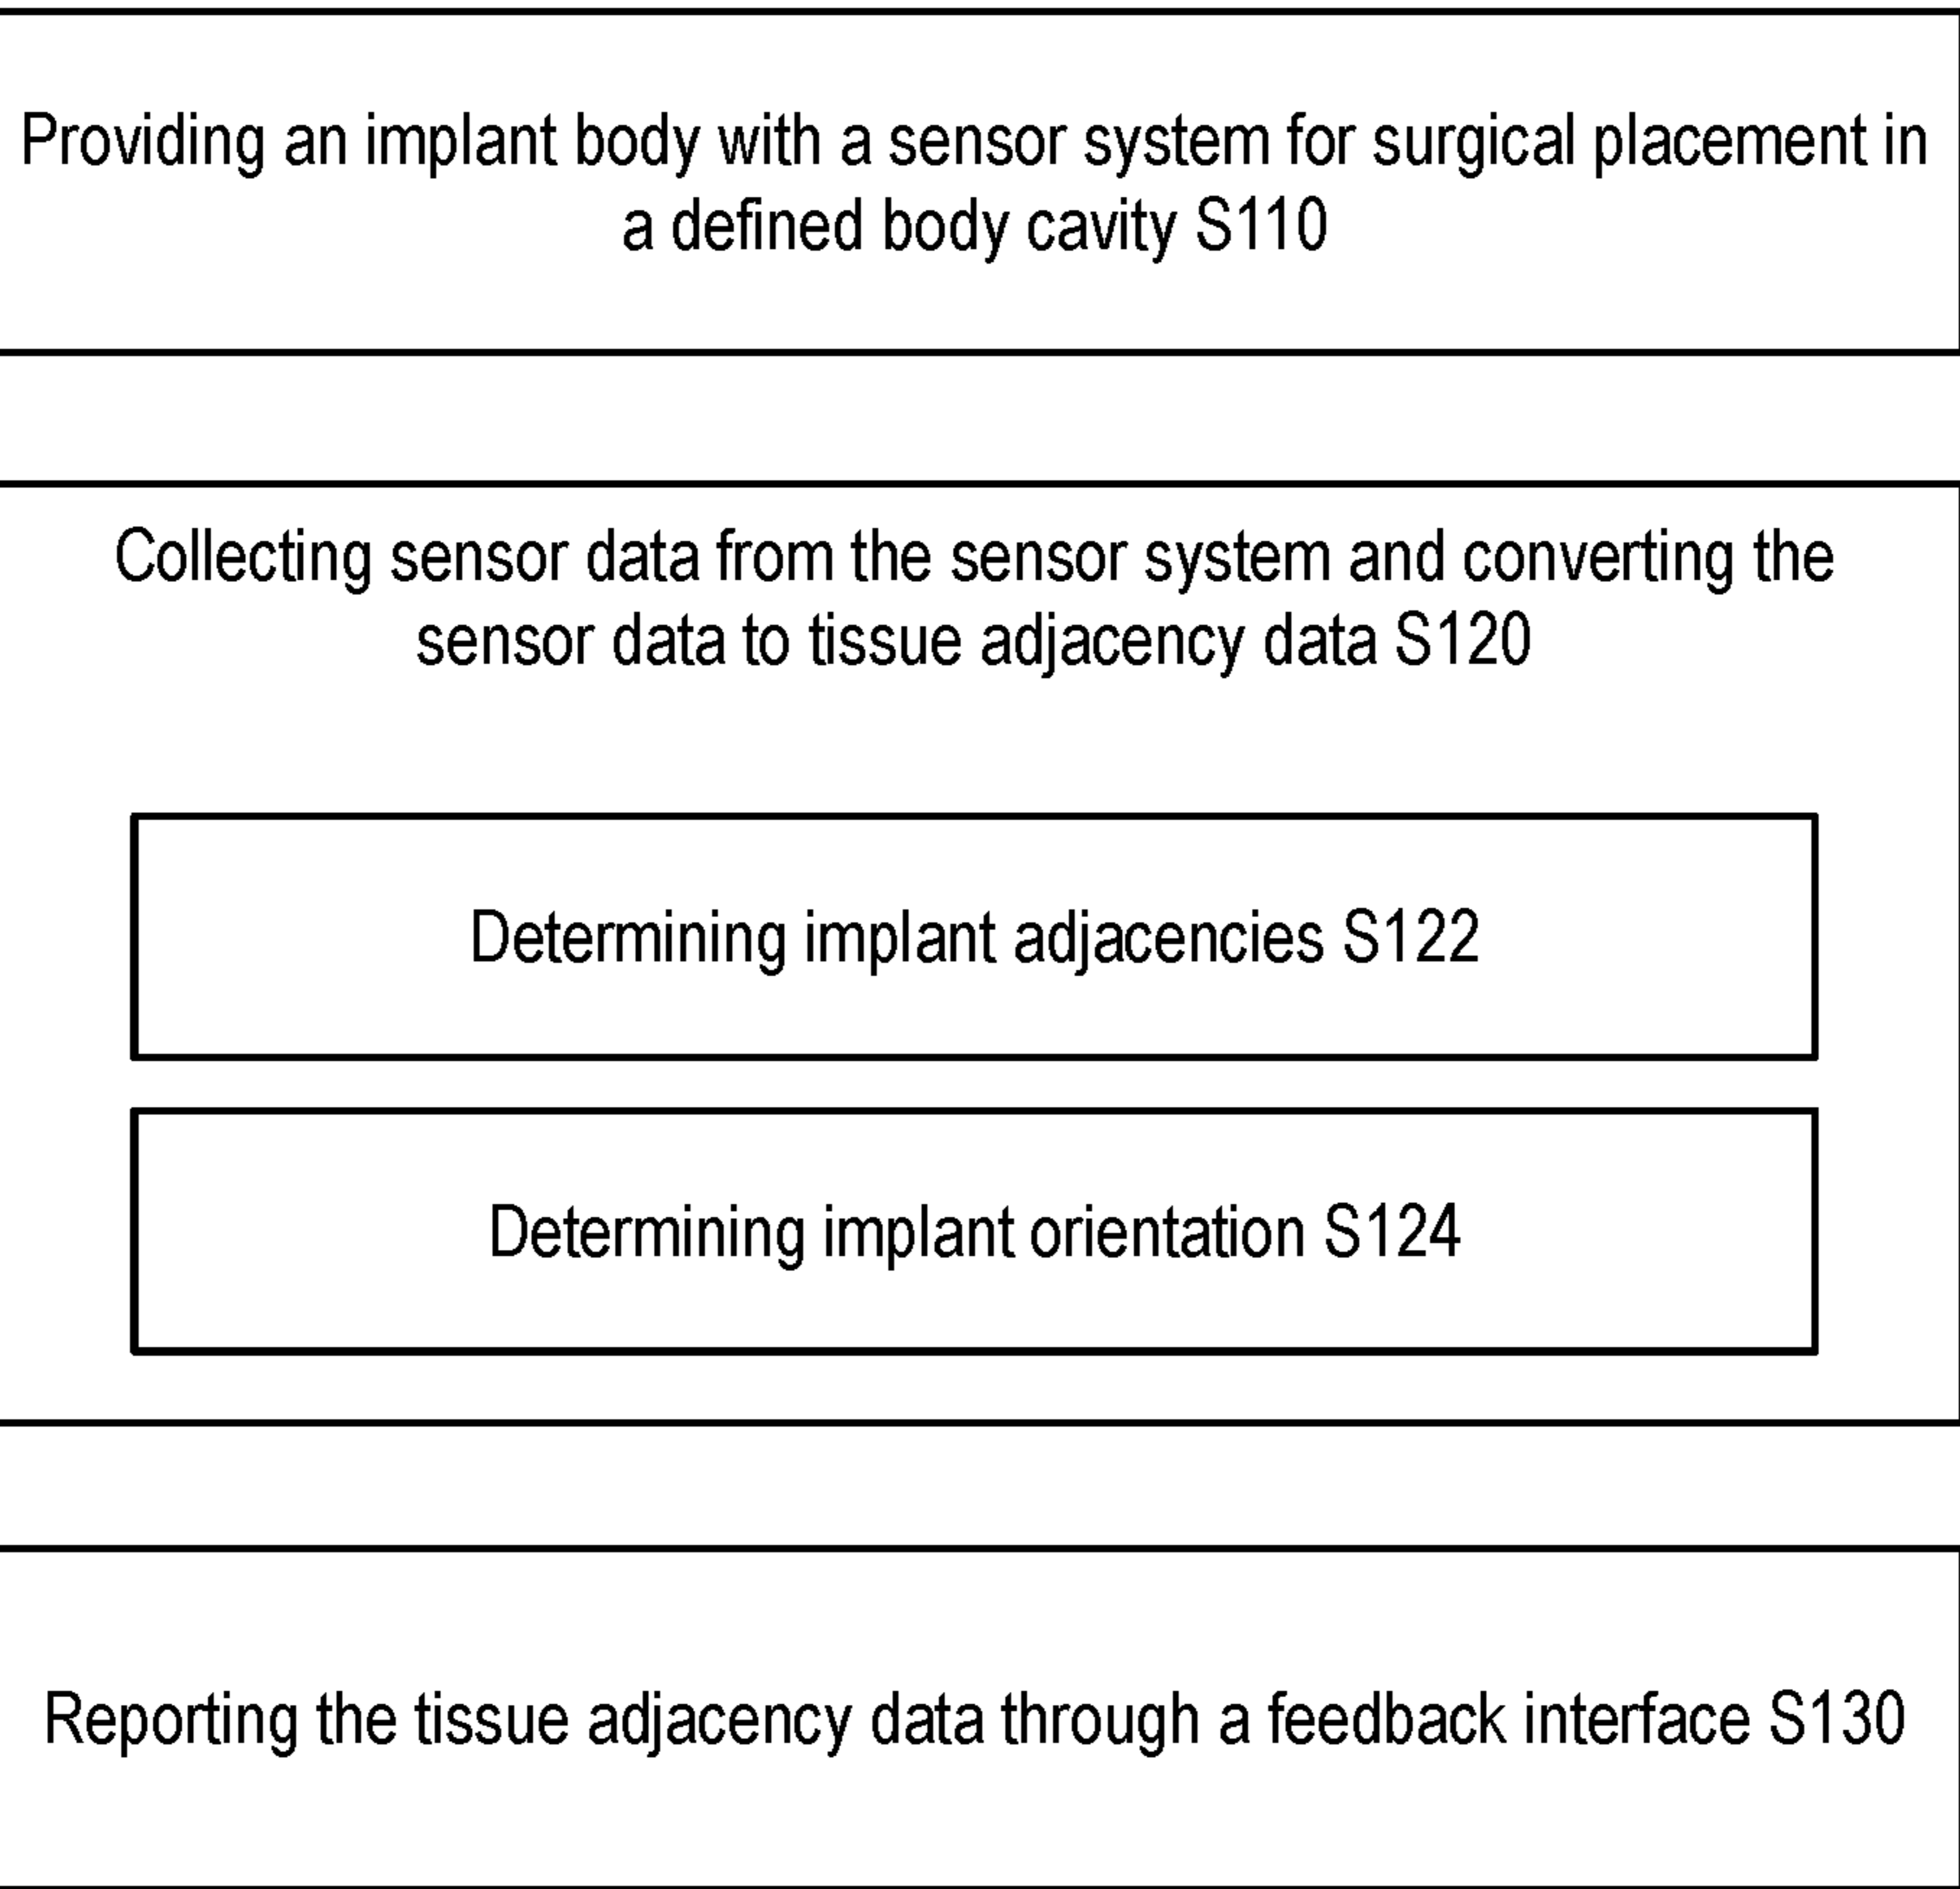 Providing an implant body with a sensor system for surgical placement in
a defined body cavity S110
Collecting sensor data from the sensor system and converting the
sensor data to tissue adjacency data S120
Determining implant adjacencies S122
Determining implant orientation S124
Reporting the tissue adjacency data through a feedback interface S130